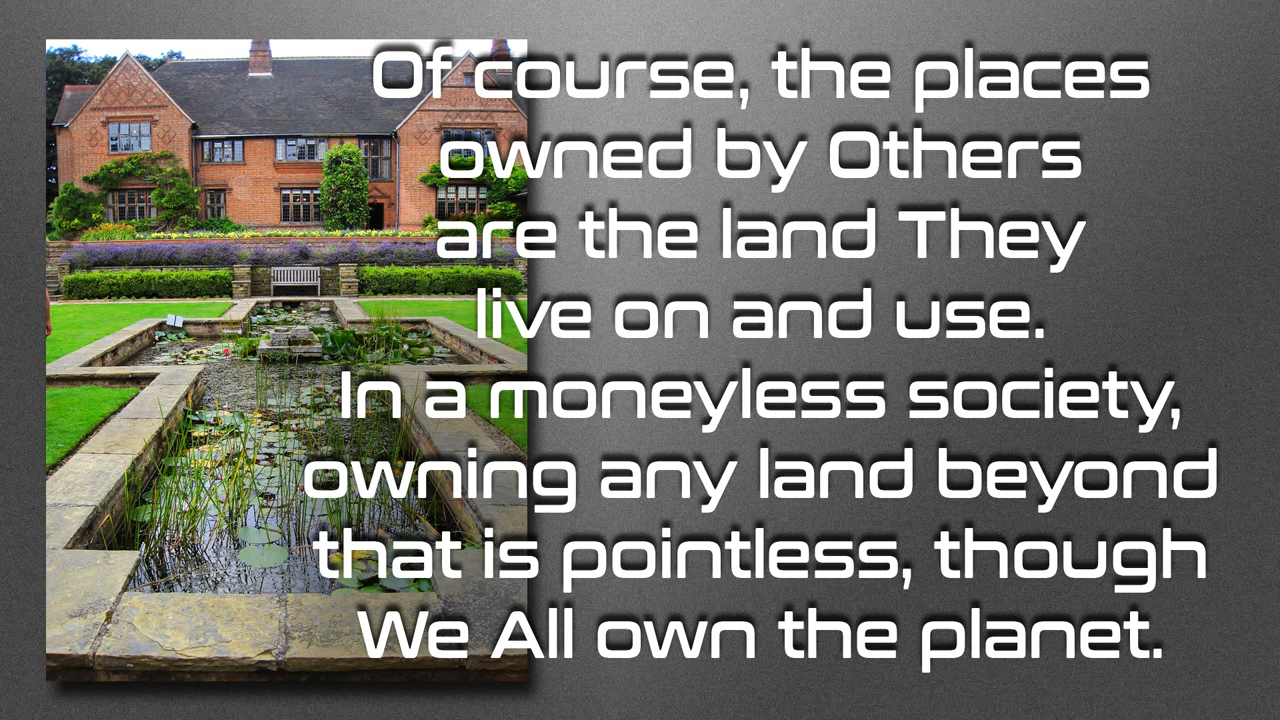 Of course, the places
owned by Others
are the land They
live on and use.
In a moneyless society,
owning any land beyond
that is pointless, though
We All own the planet.